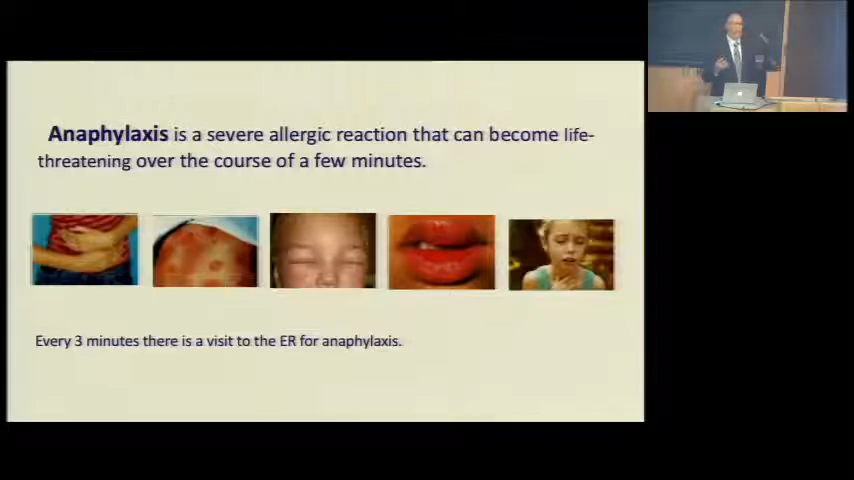 Anaphylaxis is a severe allergic reaction that can become life-
threatening over the course of a few minutes.
Every 3 minutes there is a visit to the ER for anaphylaxis.